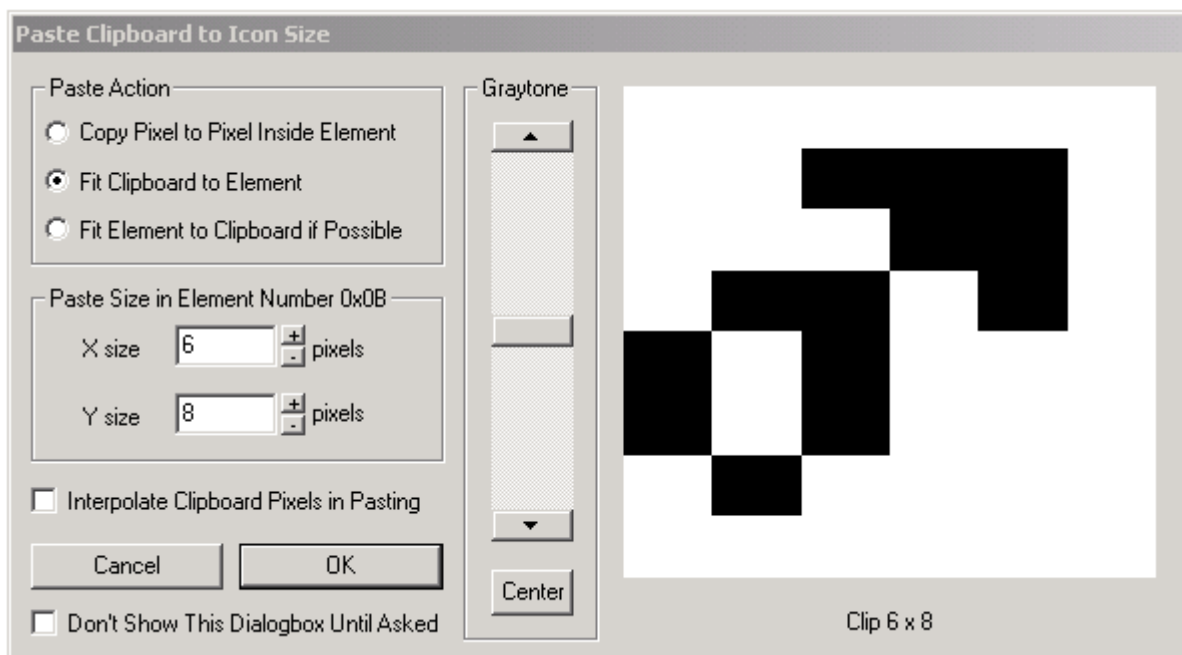 Paste Clipboard to Icon Size
Paste Action
Copy Pixel to Pixel Inside Element
Fit Clipboard to Element
Fit Element to Clipboard if Possible
Paste Size in Element Number 0x0B
X size 6 + - pixels
Y size 8 + - pixels
Interpolate Clipboard Pixels in Pasting
Cancel OK
Don't Show This Dialogbox Until Asked
Graytone
Center
Clip 6 x 8